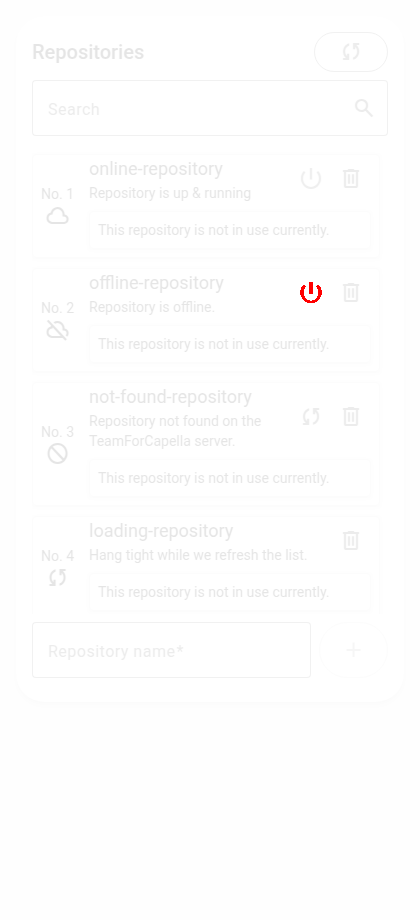 Repositories
Search
online-repository
No. 1
Repository is up & running
This repository is not in use currently.
offline-repository
No. 2
Repository is offline.
This repository is not in use currently.
not-found-repository
No. 3
Repository not found on the
TeamForCapella server.
This repository is not in use currently.
loading-repository
No. 4
Hang tight while we refresh the list.
This repository is not in use currently.
Repository name*